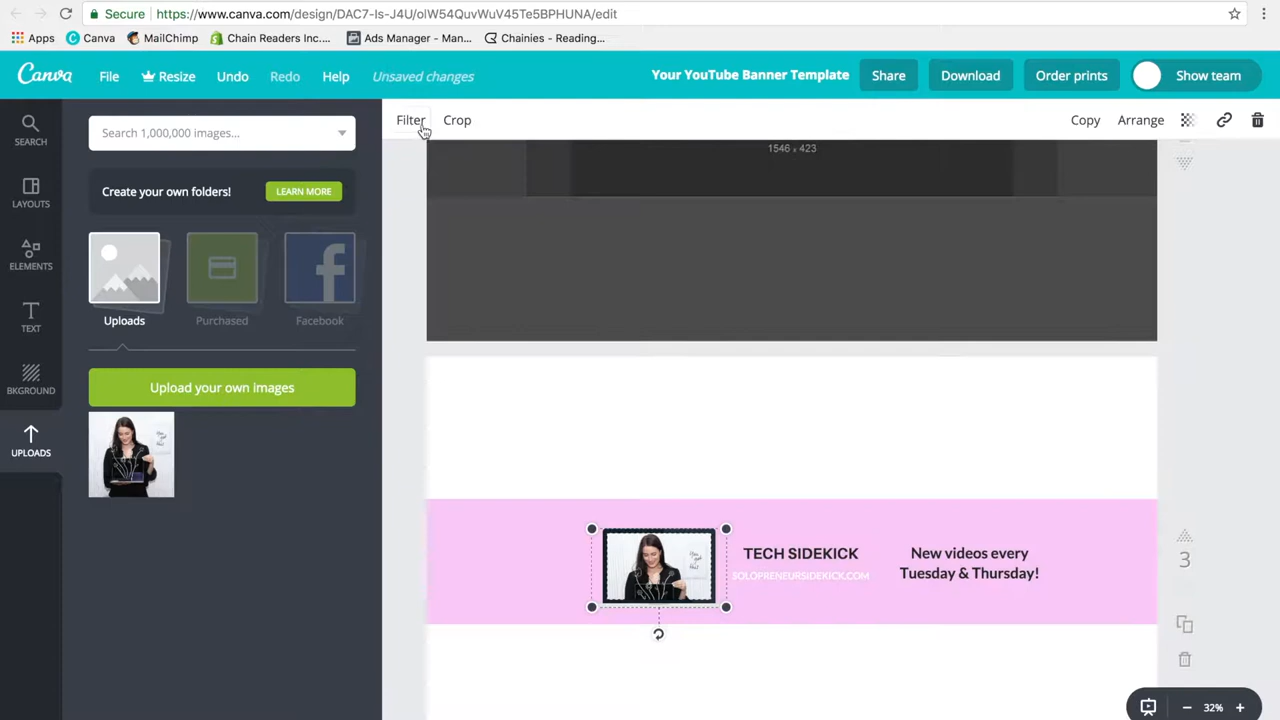 Secure https://www.canva.com/design/DAC7-Is-J4U/olW54QuvWuV45Te5BPHUNA/edit
Apps Canva MailChimp Chain Readers Inc.... Ads Manager - Man... Chainies - Reading...
Canva File Resize Undo Redo Help Unsaved changes Your YouTube Banner Template Share Download Order prints Show team
Filter Crop Copy Arrange
SEARCH
LAYOUTS
ELEMENTS
TEXT
BKGROUND
UPLOADS
Search 1,000,000 images...
Create your own folders! LEARN MORE
Uploads Purchased Facebook
Upload your own images
1546 x 423
TECH SIDEKICK
SOLOPRENEURSIDEKICK.COM
New videos every
Tuesday & Thursday!
3
32%